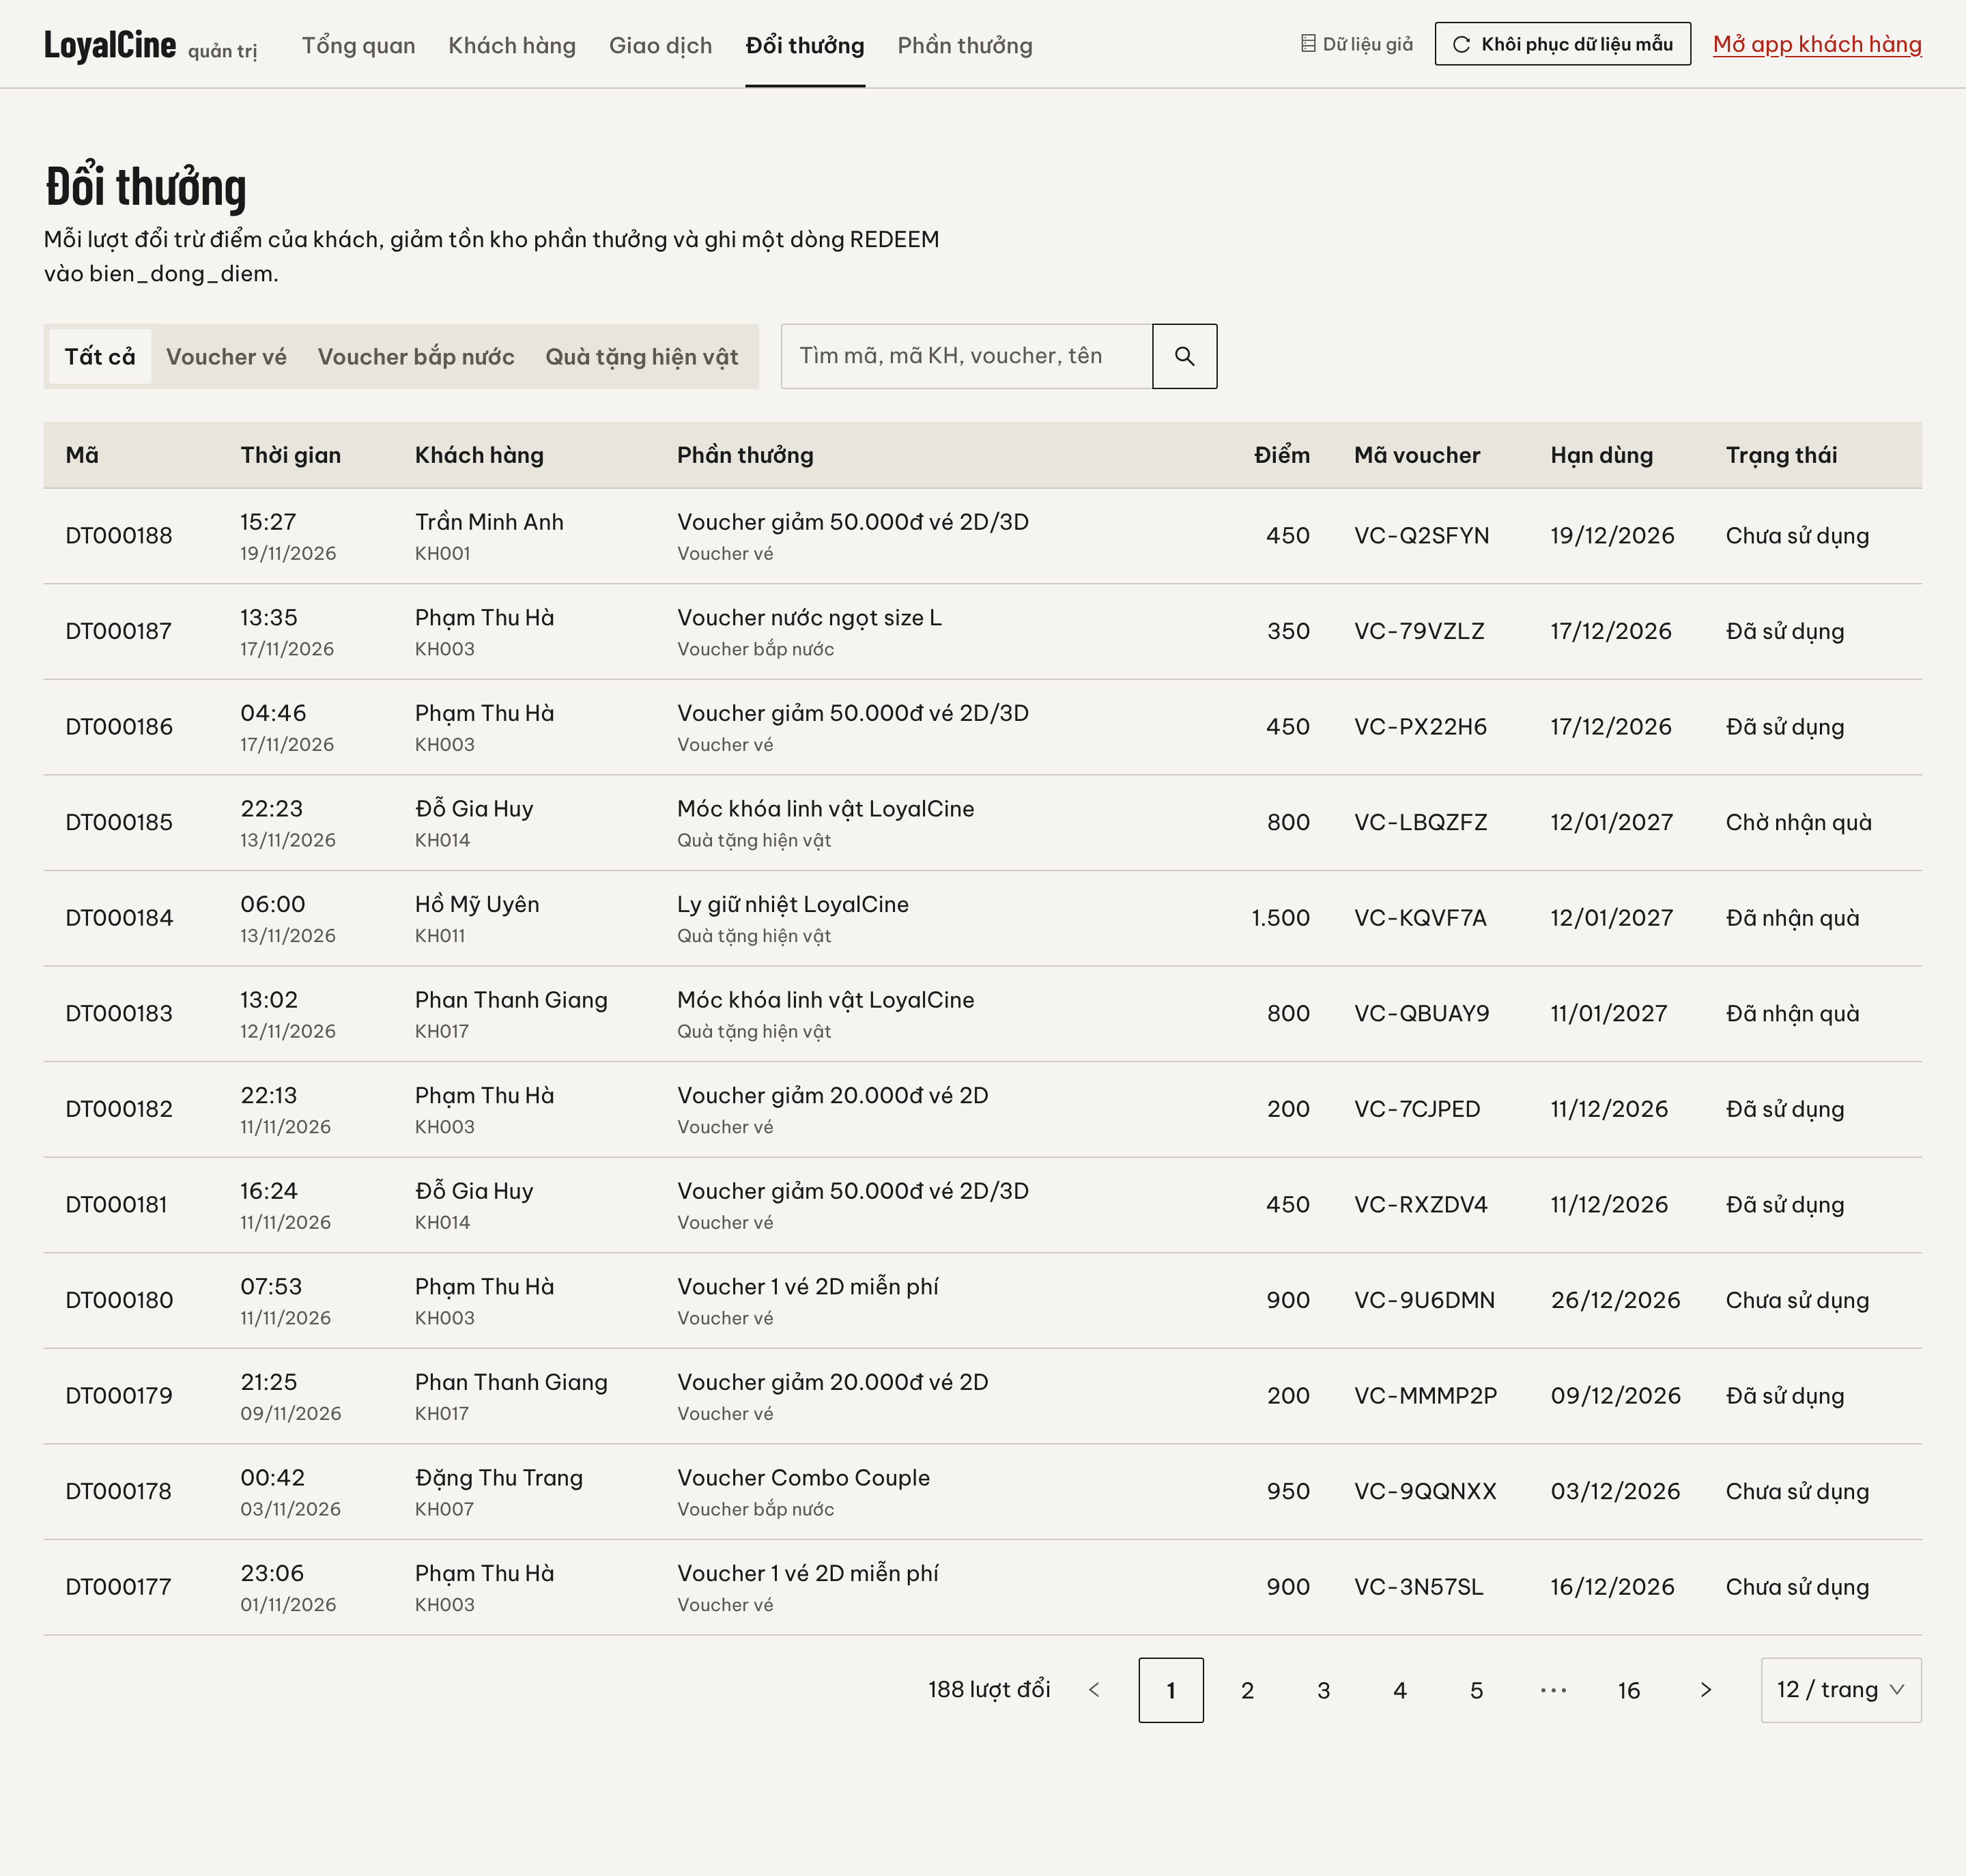 LoyalCine quản trị Tổng quan Khách hàng Giao dịch Đổi thưởng Phần thưởng Dữ liệu giả Khôi phục dữ liệu mẫu Mở app khách hàng
Đổi thưởng
Mỗi lượt đổi trừ điểm của khách, giảm tồn kho phần thưởng và ghi một dòng REDEEM
vào bien_dong_diem.
Tất cả Voucher vé Voucher bắp nước Quà tặng hiện vật Tìm mã, mã KH, voucher, tên
Mã Thời gian Khách hàng Phần thưởng Điểm Mã voucher Hạn dùng Trạng thái
DT000188 15:27 Trần Minh Anh Voucher giảm 50.000đ vé 2D/3D 450 VC-Q2SFYN 19/12/2026 Chưa sử dụng
19/11/2026 KH001 Voucher vé
DT000187 13:35 Phạm Thu Hà Voucher nước ngọt size L 350 VC-79VZLZ 17/12/2026 Đã sử dụng
17/11/2026 KH003 Voucher bắp nước
DT000186 04:46 Phạm Thu Hà Voucher giảm 50.000đ vé 2D/3D 450 VC-PX22H6 17/12/2026 Đã sử dụng
17/11/2026 KH003 Voucher vé
DT000185 22:23 Đỗ Gia Huy Móc khóa linh vật LoyalCine 800 VC-LBQZFZ 12/01/2027 Chờ nhận quà
13/11/2026 KH014 Quà tặng hiện vật
DT000184 06:00 Hồ Mỹ Uyên Ly giữ nhiệt LoyalCine 1.500 VC-KQVF7A 12/01/2027 Đã nhận quà
13/11/2026 KH011 Quà tặng hiện vật
DT000183 13:02 Phan Thanh Giang Móc khóa linh vật LoyalCine 800 VC-QBUAY9 11/01/2027 Đã nhận quà
12/11/2026 KH017 Quà tặng hiện vật
DT000182 22:13 Phạm Thu Hà Voucher giảm 20.000đ vé 2D 200 VC-7CJPED 11/12/2026 Đã sử dụng
11/11/2026 KH003 Voucher vé
DT000181 16:24 Đỗ Gia Huy Voucher giảm 50.000đ vé 2D/3D 450 VC-RXZDV4 11/12/2026 Đã sử dụng
11/11/2026 KH014 Voucher vé
DT000180 07:53 Phạm Thu Hà Voucher 1 vé 2D miễn phí 900 VC-9U6DMN 26/12/2026 Chưa sử dụng
11/11/2026 KH003 Voucher vé
DT000179 21:25 Phan Thanh Giang Voucher giảm 20.000đ vé 2D 200 VC-MMMP2P 09/12/2026 Đã sử dụng
09/11/2026 KH017 Voucher vé
DT000178 00:42 Đặng Thu Trang Voucher Combo Couple 950 VC-9QQNXX 03/12/2026 Chưa sử dụng
03/11/2026 KH007 Voucher bắp nước
DT000177 23:06 Phạm Thu Hà Voucher 1 vé 2D miễn phí 900 VC-3N57SL 16/12/2026 Chưa sử dụng
01/11/2026 KH003 Voucher vé
188 lượt đổi < 1 2 3 4 5 ••• 16 > 12 / trang